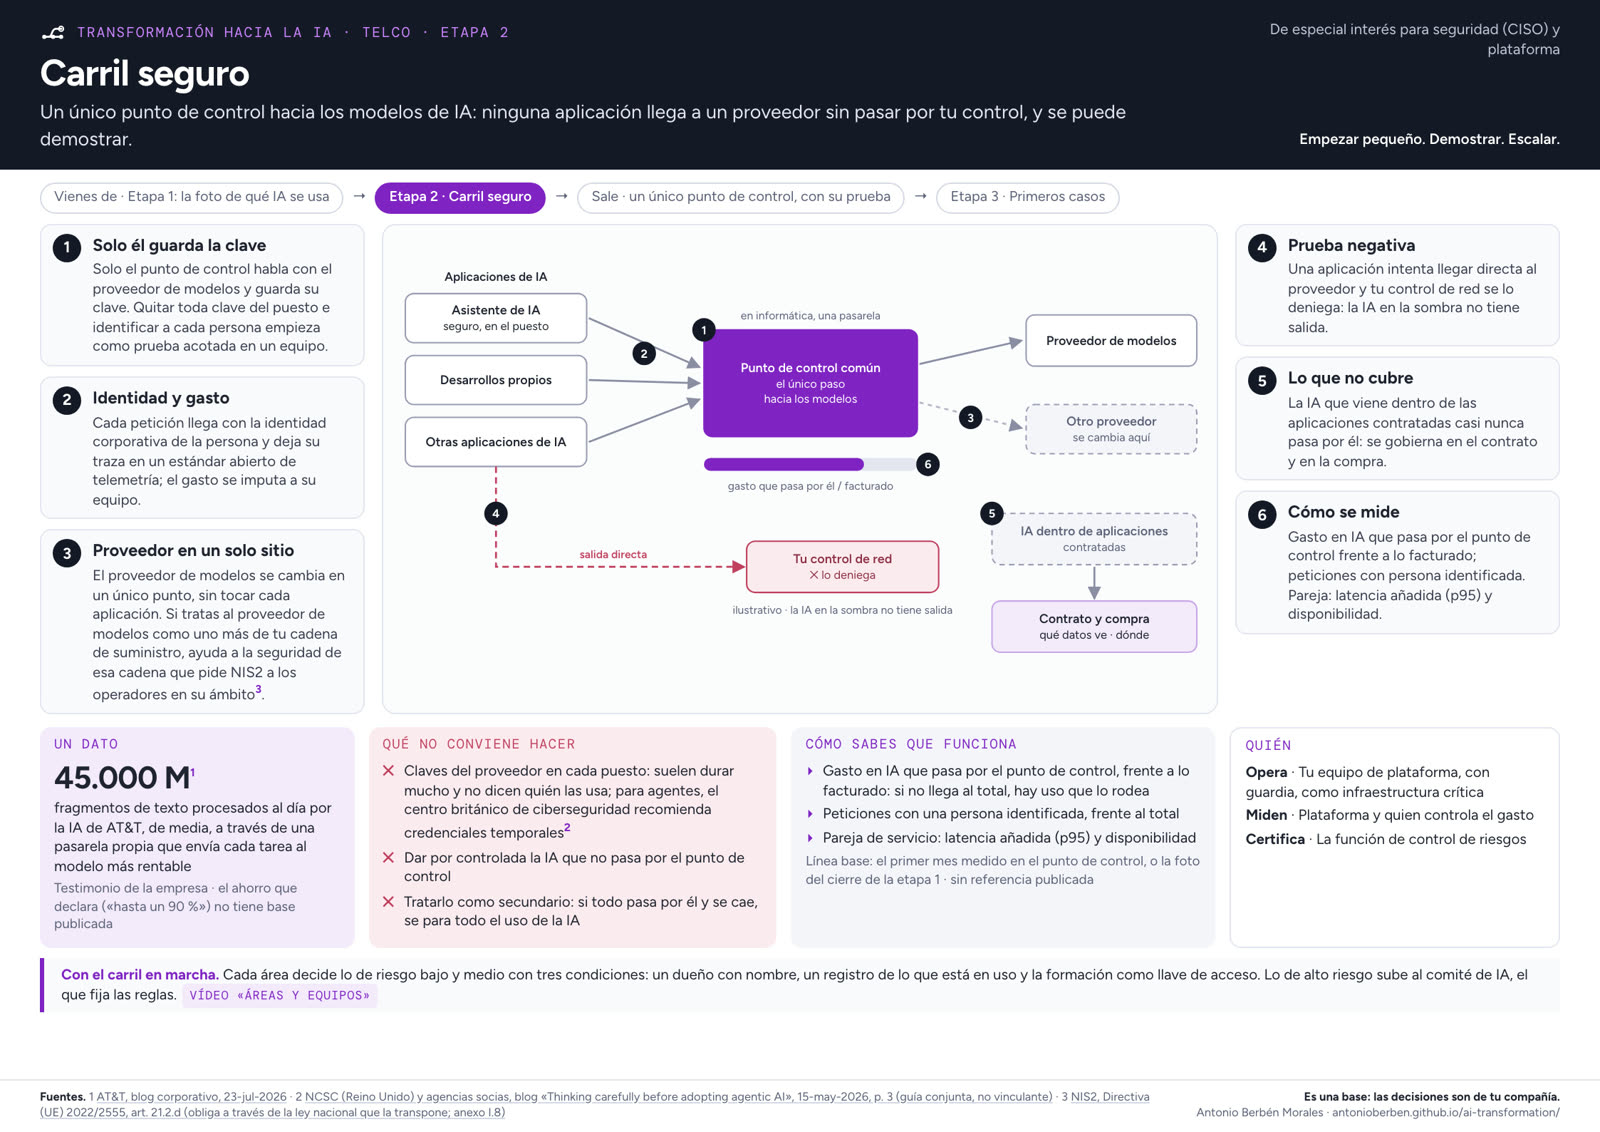 TRANSFORMACIÓN HACIA LA IA · TELCO · ETAPA 2
De especial interés para seguridad (CISO) y
plataforma
Carril seguro
Un único punto de control hacia los modelos de IA: ninguna aplicación llega a un proveedor sin pasar por tu control, y se puede
demostrar.
Empezar pequeño. Demostrar. Escalar.
Vienes de · Etapa 1: la foto de qué IA se usa → Etapa 2 · Carril seguro → Sale · un único punto de control, con su prueba → Etapa 3 · Primeros casos
1 Solo él guarda la clave
Solo el punto de control habla con el
proveedor de modelos y guarda su
clave. Quitar toda clave del puesto e
identificar a cada persona empieza
como prueba acotada en un equipo.
2 Identidad y gasto
Cada petición llega con la identidad
corporativa de la persona y deja su
traza en un estándar abierto de
telemetría; el gasto se imputa a su
equipo.
3 Proveedor en un solo sitio
El proveedor de modelos se cambia en
un único punto, sin tocar cada
aplicación. Si tratas al proveedor de
modelos como uno más de tu cadena
de suministro, ayuda a la seguridad de
esa cadena que pide NIS2 a los
operadores en su ámbito³.
Aplicaciones de IA
Asistente de IA
seguro, en el puesto
Desarrollos propios
Otras aplicaciones de IA
2
en informática, una pasarela
1
Punto de control común
el único paso
hacia los modelos
6
gasto que pasa por él / facturado
Proveedor de modelos
3
Otro proveedor
se cambia aquí
4
salida directa
Tu control de red
✕ lo deniega
ilustrativo · la IA en la sombra no tiene salida
5
IA dentro de aplicaciones
contratadas
Contrato y compra
qué datos ve · dónde
4 Prueba negativa
Una aplicación intenta llegar directa al
proveedor y tu control de red se lo
deniega: la IA en la sombra no tiene
salida.
5 Lo que no cubre
La IA que viene dentro de las
aplicaciones contratadas casi nunca
pasa por él: se gobierna en el contrato
y en la compra.
6 Cómo se mide
Gasto en IA que pasa por el punto de
control frente a lo facturado;
peticiones con persona identificada.
Pareja: latencia añadida (p95) y
disponibilidad.
UN DATO
45.000 M¹
fragmentos de texto procesados al día por
la IA de AT&T, de media, a través de una
pasarela propia que envía cada tarea al
modelo más rentable
Testimonio de la empresa · el ahorro que
declara («hasta un 90 %») no tiene base
publicada
QUÉ NO CONVIENE HACER
✕ Claves del proveedor en cada puesto: suelen durar
mucho y no dicen quién las usa; para agentes, el
centro británico de ciberseguridad recomienda
credenciales temporales²
✕ Dar por controlada la IA que no pasa por el punto de
control
✕ Tratarlo como secundario: si todo pasa por él y se cae,
se para todo el uso de la IA
CÓMO SABES QUE FUNCIONA
Gasto en IA que pasa por el punto de control, frente a lo
facturado: si no llega al total, hay uso que lo rodea
Peticiones con una persona identificada, frente al total
Pareja de servicio: latencia añadida (p95) y disponibilidad
Línea base: el primer mes medido en el punto de control, o la foto
del cierre de la etapa 1 · sin referencia publicada
QUIÉN
Opera · Tu equipo de plataforma, con
guardia, como infraestructura crítica
Miden · Plataforma y quien controla el gasto
Certifica · La función de control de riesgos
Con el carril en marcha. Cada área decide lo de riesgo bajo y medio con tres condiciones: un dueño con nombre, un registro de lo que está en uso y la formación como llave de acceso. Lo de alto riesgo sube al comité de IA, el
que fija las reglas. VÍDEO «ÁREAS Y EQUIPOS»
Fuentes. 1 AT&T, blog corporativo, 23-jul-2026 · 2 NCSC (Reino Unido) y agencias socias, blog «Thinking carefully before adopting agentic AI», 15-may-2026, p. 3 (guía conjunta, no vinculante) · 3 NIS2, Directiva
(UE) 2022/2555, art. 21.2.d (obliga a través de la ley nacional que la transpone; anexo I.8)
Es una base: las decisiones son de tu compañía.
Antonio Berbén Morales · antonioberben.github.io/ai-transformation/